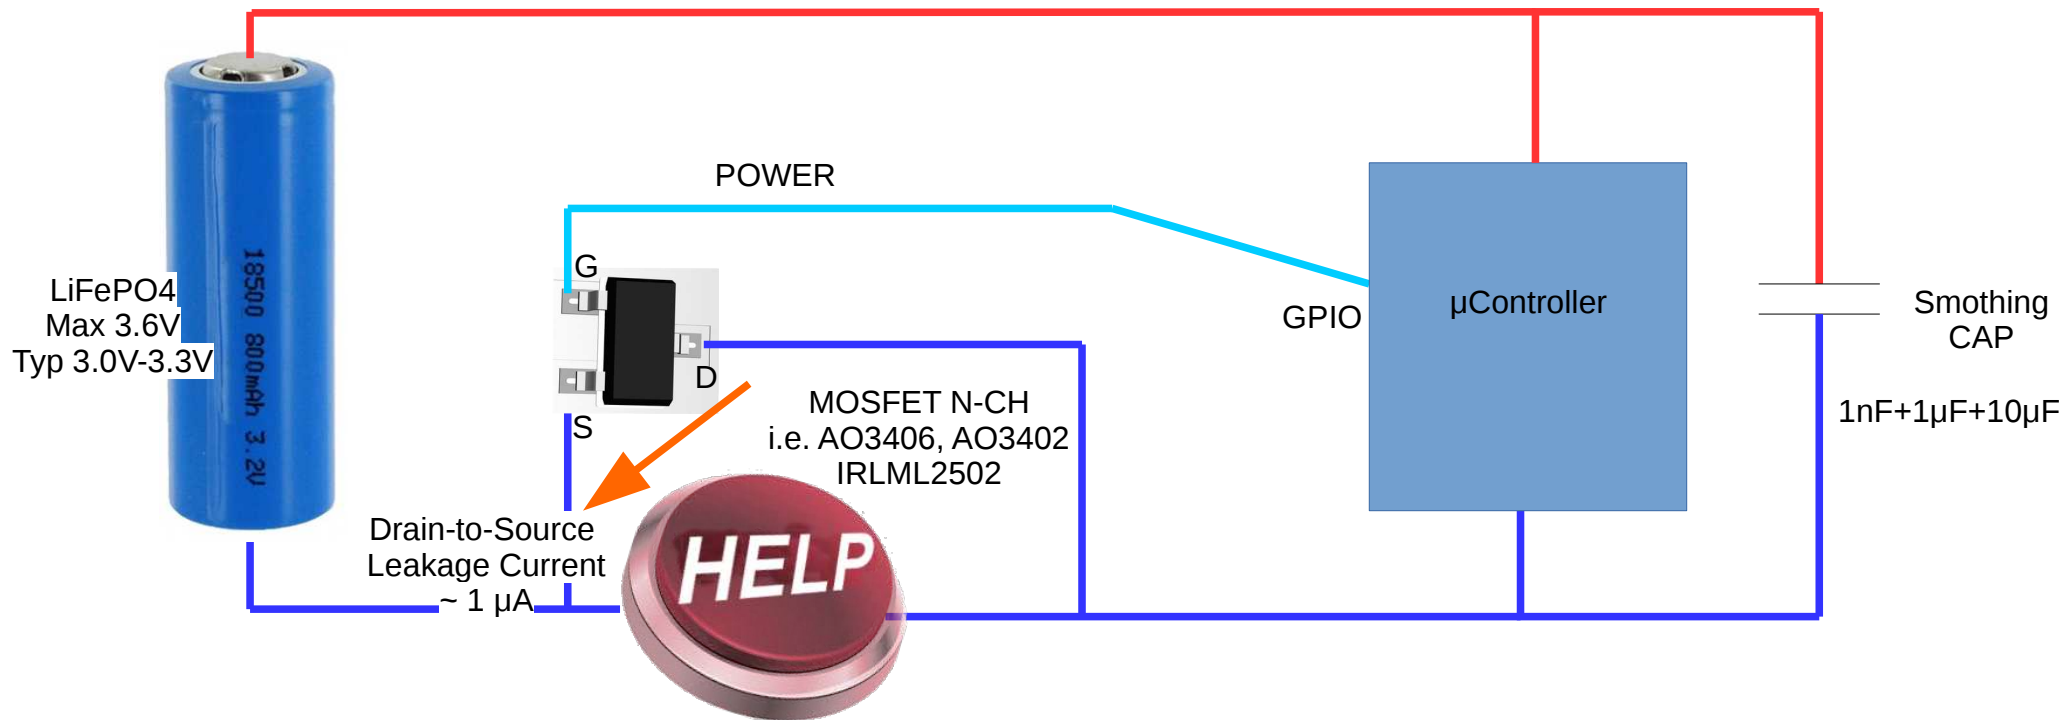 POWER
G
18500 800mAh 3.2V
LiFePO4
Max 3.6V
Typ 3.0V-3.3V
GPIO
µController
Smothing
CAP
D
S
MOSFET N-CH
i.e. AO3406, AO3402
IRLML2502
1nF+1µF+10µF
Drain-to-Source
Leakage Current
~ 1 µA
HELP